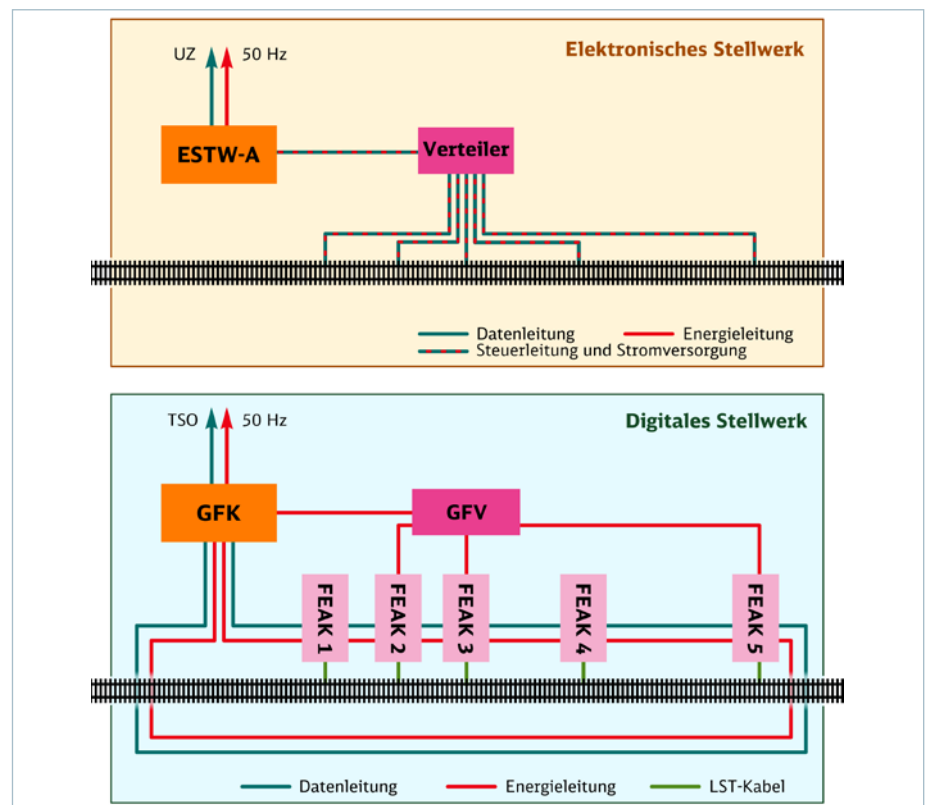 UZ 50 Hz
Elektronisches Stellwerk
ESTW-A
Verteiler
Datenleitung
Energieleitung
Steuerleitung und Stromversorgung
TSO 50 Hz
Digitales Stellwerk
GFK
GFV
FEAK 1
FEAK 2
FEAK 3
FEAK 4
FEAK 5
Datenleitung
Energieleitung
LST-Kabel